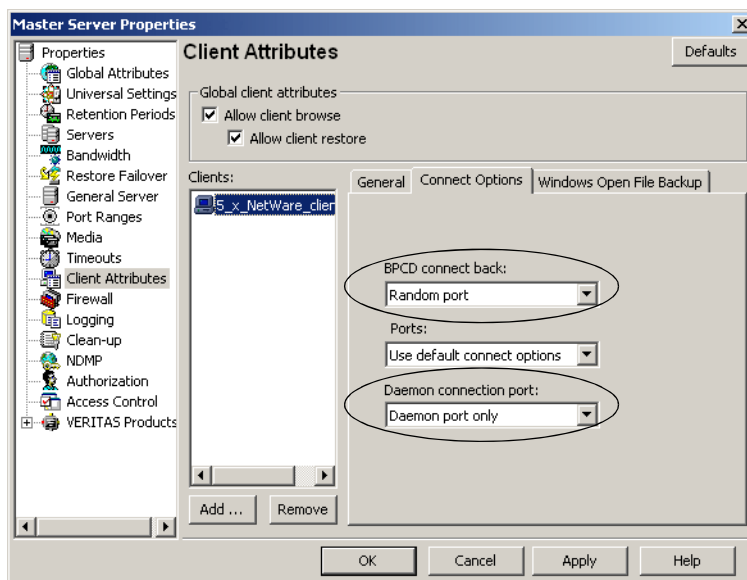 Master Server Properties
Properties
Global Attributes
Universal Settings
Retention Periods
Servers
Bandwidth
Restore Failover
General Server
Port Ranges
Media
Timeouts
Client Attributes
Firewall
Logging
Clean-up
NDMP
Authorization
Access Control
VERITAS Products
Client Attributes
Defaults
Global client attributes
Allow client browse
Allow client restore
Clients:
5_x_NetWare_clien
Add ...
Remove
General
Connect Options
Windows Open File Backup
BPCD connect back:
Random port
Ports:
Use default connect options
Daemon connection port:
Daemon port only
OK
Cancel
Apply
Help